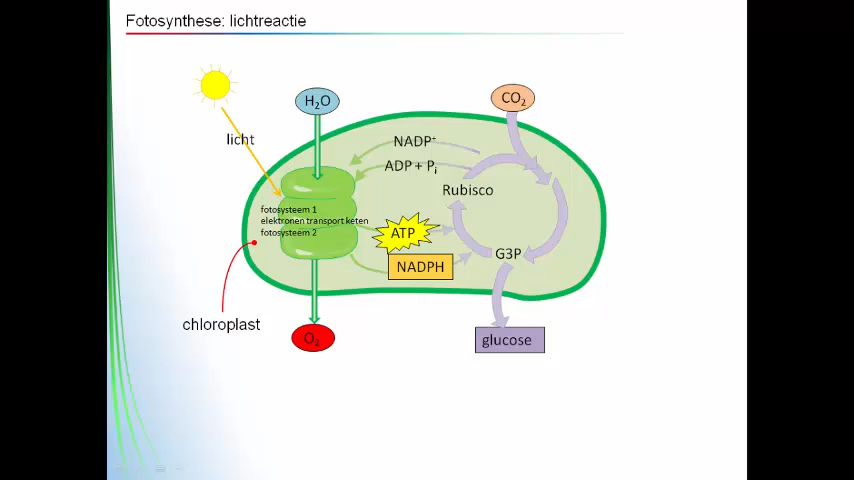 Fotosynthese: lichtreactie
H₂O
CO₂
licht
NADP⁺
ADP + Pᵢ
Rubisco
fotosysteem 1
elektronen transport keten
fotosysteem 2
ATP
G3P
NADPH
chloroplast
O₂
glucose